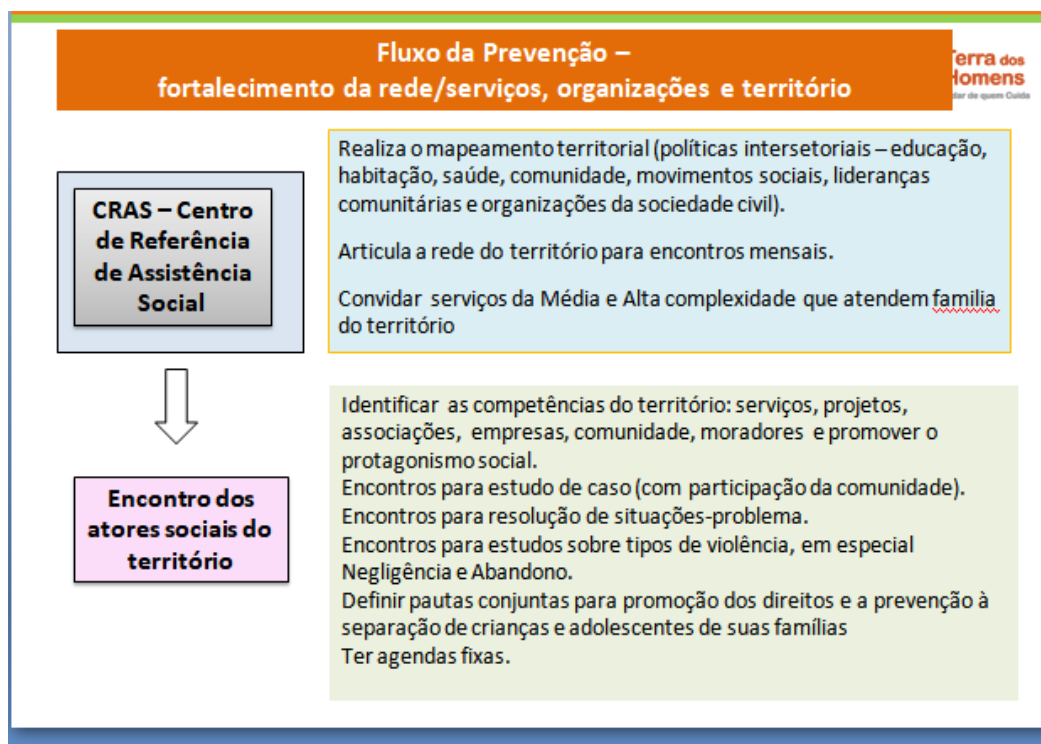 Fluxo da Prevenção –
fortalecimento da rede/serviços, organizações e território
erra dos
Homens
dar de quem Cuida
CRAS – Centro
de Referência
de Assistência
Social
Realiza o mapeamento territorial (políticas intersetoriais – educação,
habitação, saúde, comunidade, movimentos sociais, lideranças
comunitárias e organizações da sociedade civil).
Articula a rede do território para encontros mensais.
Convidar serviços da Média e Alta complexidade que atendem familia
do território
Encontro dos
atores sociais do
território
Identificar as competências do território: serviços, projetos,
associações, empresas, comunidade, moradores e promover o
protagonismo social.
Encontros para estudo de caso (com participação da comunidade).
Encontros para resolução de situações-problema.
Encontros para estudos sobre tipos de violência, em especial
Negligência e Abandono.
Definir pautas conjuntas para promoção dos direitos e a prevenção à
separação de crianças e adolescentes de suas famílias
Ter agendas fixas.